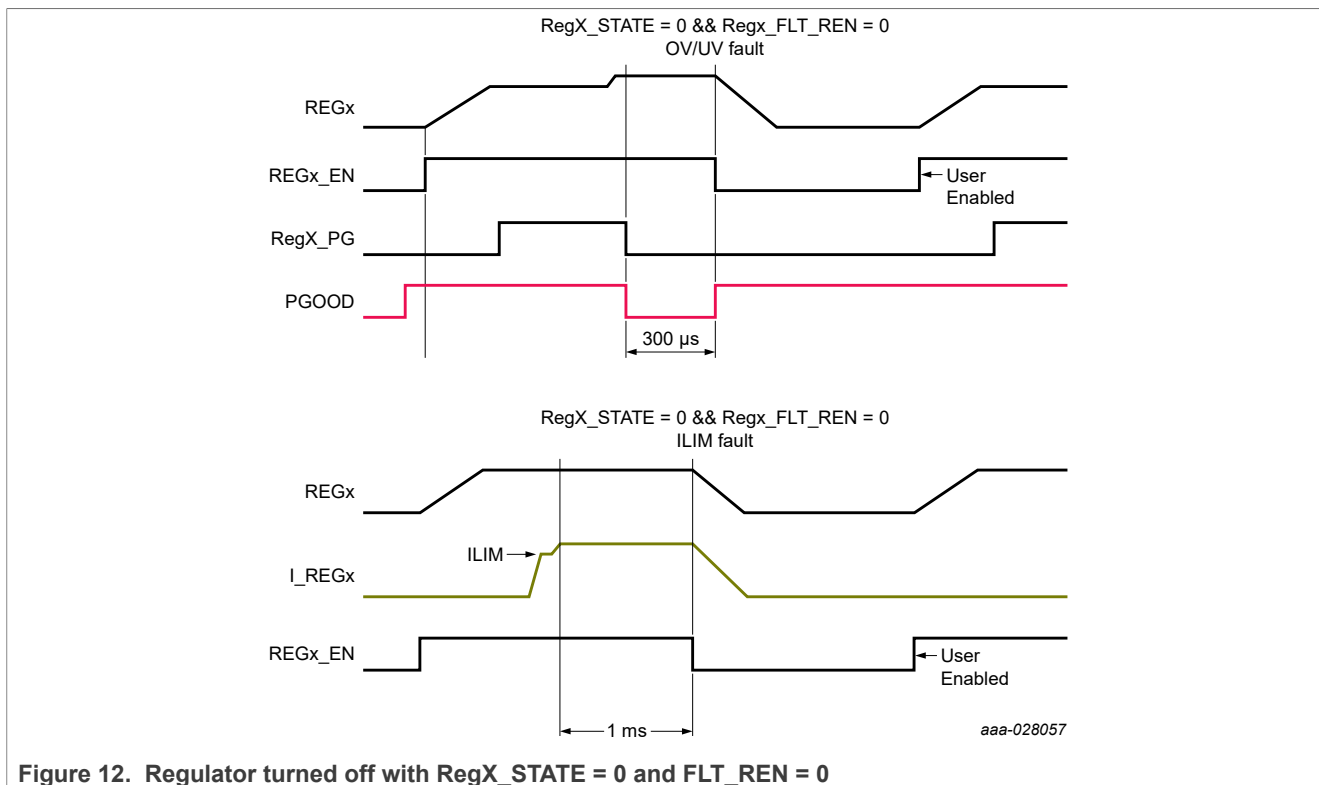 RegX_STATE = 0 && Regx_FLT_REN = 0
OV/UV fault
REGx
REGx_EN
User
Enabled
RegX_PG
PGOOD
300 µs
RegX_STATE = 0 && Regx_FLT_REN = 0
ILIM fault
REGx
ILIM
I_REGx
REGx_EN
User
Enabled
1 ms
aaa-028057
Figure 12. Regulator turned off with RegX_STATE = 0 and FLT_REN = 0